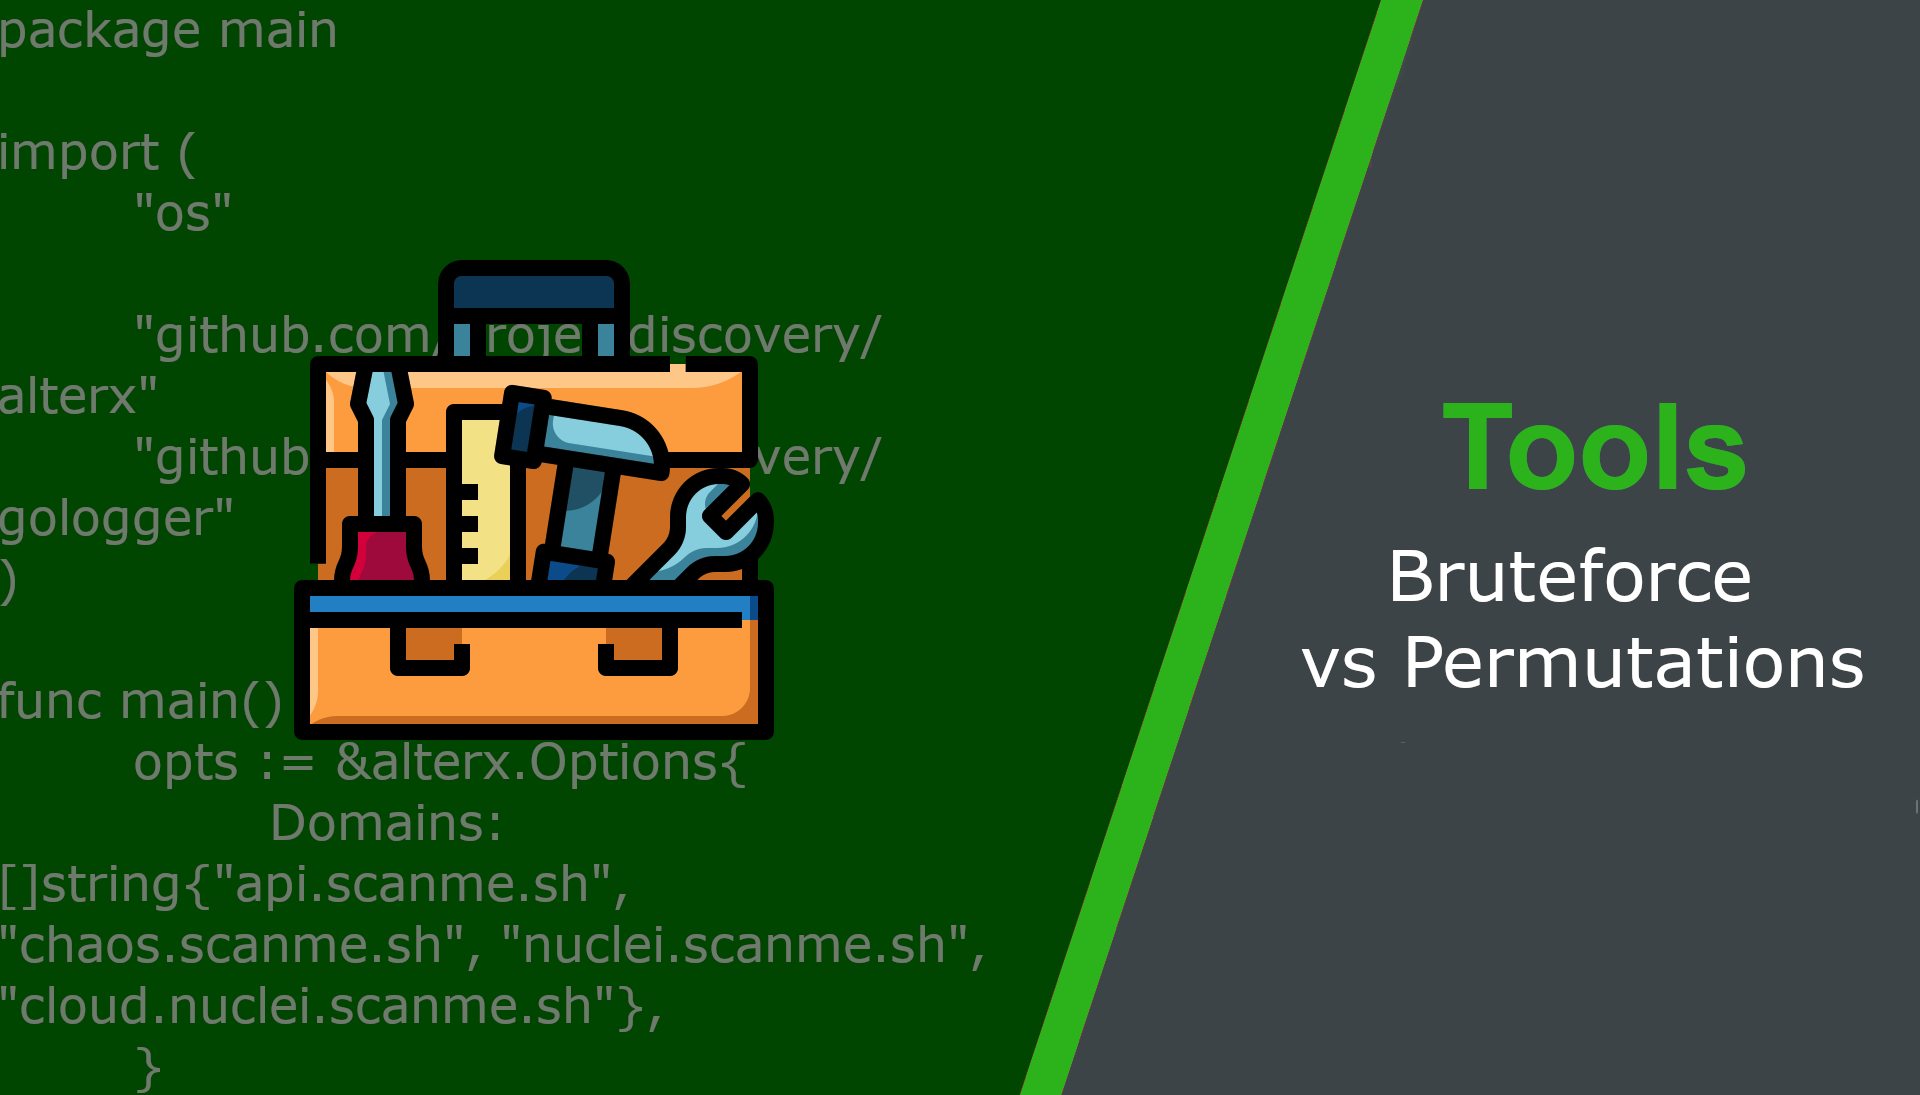 package main
import (
"os"
"github.com/ roje discovery/
alterx"
"github very/
gologger"
)
func main()
opts := &alterx.Options{
Domains:
[]string{"api.scanme.sh",
"chaos.scanme.sh", "nuclei.scanme.sh",
"cloud.nuclei.scanme.sh"},
}
Tools
Bruteforce
vs Permutations